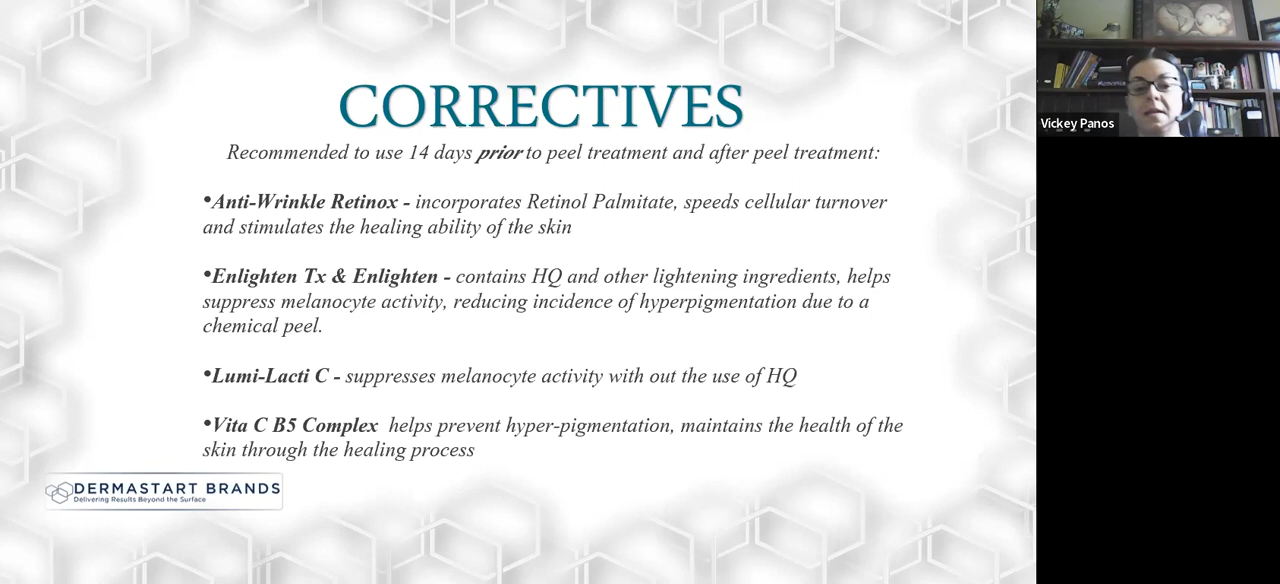 CORRECTIVES
Recommended to use 14 days prior to peel treatment and after peel treatment:
•Anti-Wrinkle Retinox - incorporates Retinol Palmitate, speeds cellular turnover
and stimulates the healing ability of the skin
•Enlighten Tx & Enlighten - contains HQ and other lightening ingredients, helps
suppress melanocyte activity, reducing incidence of hyperpigmentation due to a
chemical peel.
•Lumi-Lacti C - suppresses melanocyte activity with out the use of HQ
•Vita C B5 Complex helps prevent hyper-pigmentation, maintains the health of the
skin through the healing process
DERMASTART BRANDS
Delivering Results Beyond the Surface
Vickey Panos